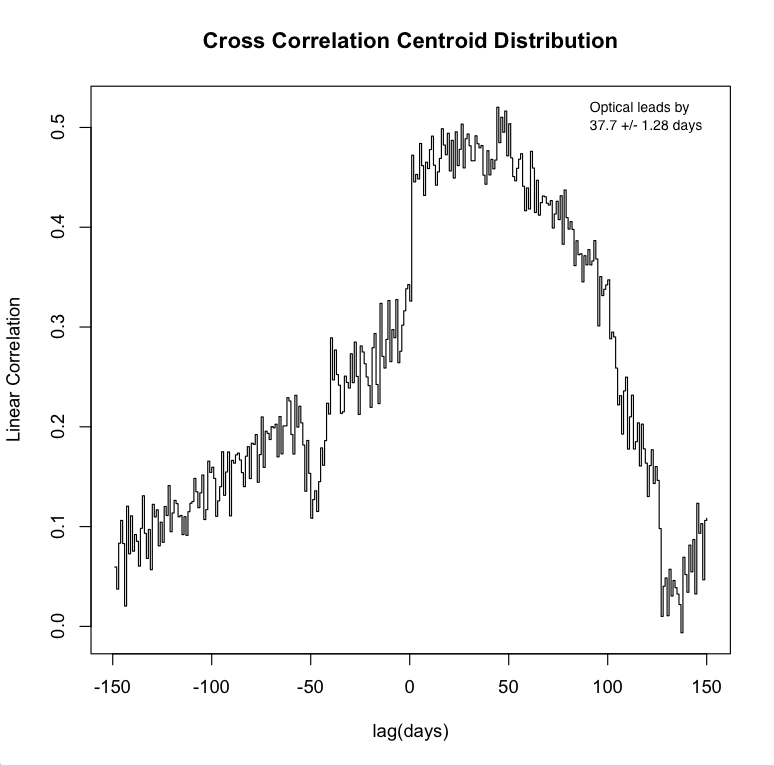 Cross Correlation Centroid Distribution
Optical leads by
37.7 +/- 1.28 days
Linear Correlation
0.5
0.4
0.3
0.2
0.1
0.0
-150
-100
-50
0
50
100
150
lag(days)